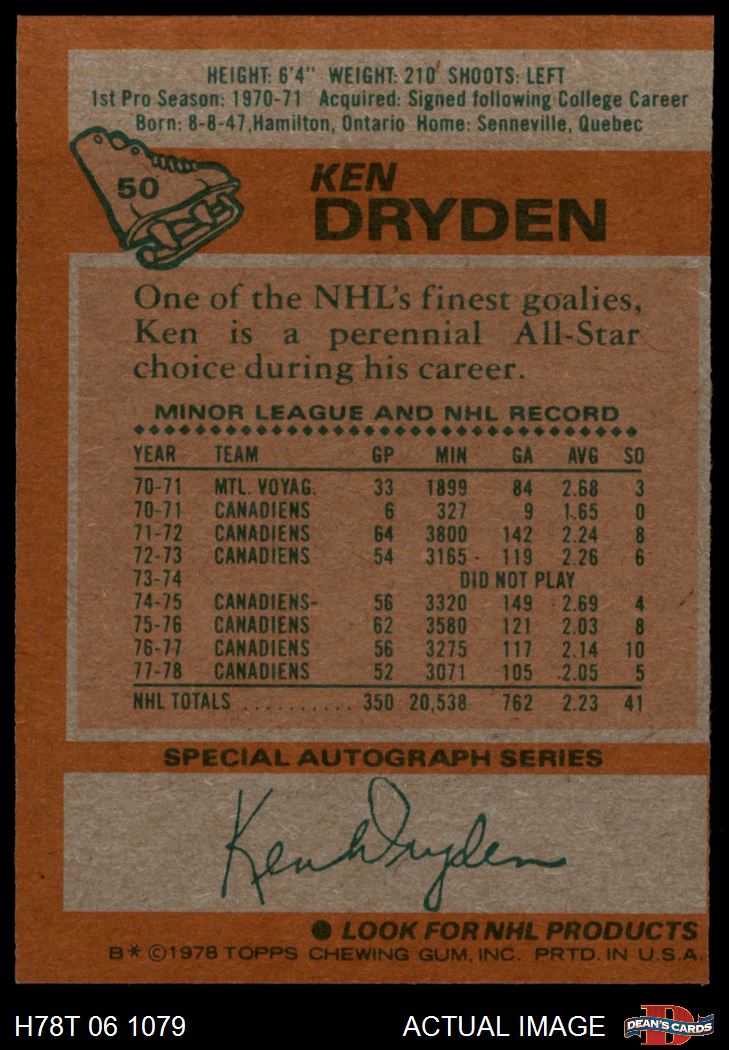 HEIGHT: 6'4" WEIGHT: 210 SHOOTS: LEFT
1st Pro Season: 1970-71 Acquired: Signed following College Career
Born: 8-8-47, Hamilton, Ontario Home: Senneville, Quebec
50
KEN
DRYDEN
One of the NHL's finest goalies,
Ken is a perennial All-Star
choice during his career.
MINOR LEAGUE AND NHL RECORD
YEAR TEAM GP MIN GA AVG SO
70-71 MTL. VOYAG. 33 1899 84 2.68 3
70-71 CANADIENS 6 327 9 1.65 0
71-72 CANADIENS 64 3800 142 2.24 8
72-73 CANADIENS 54 3165 119 2.26 6
73-74 DID NOT PLAY
74-75 CANADIENS 56 3320 149 2.69 4
75-76 CANADIENS 62 3580 121 2.03 8
76-77 CANADIENS 56 3275 117 2.14 10
77-78 CANADIENS 52 3071 105 2.05 5
NHL TOTALS .......... 350 20,538 762 2.23 41
SPECIAL AUTOGRAPH SERIES
Ken Dryden
● LOOK FOR NHL PRODUCTS
B* ©1978 TOPPS CHEWING GUM, INC. PRTD. IN U.S.A.
H78T 06 1079 ACTUAL IMAGE DEAN'S CARDS